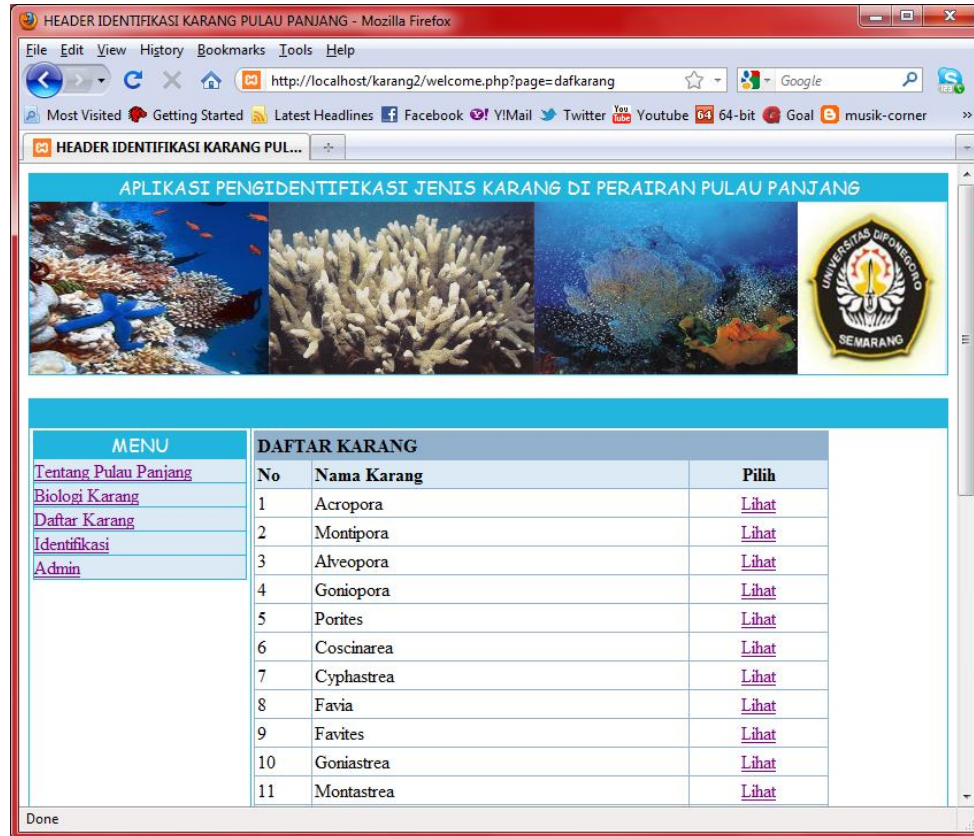 HEADER IDENTIFIKASI KARANG PULAU PANJANG - Mozilla Firefox
File Edit View History Bookmarks Tools Help
http://localhost/karang2/welcome.php?page=dafkarang
Google
Most Visited Getting Started Latest Headlines Facebook Y!Mail Twitter You Tube Youtube 64 64-bit Goal musik-corner »
HEADER IDENTIFIKASI KARANG PUL...
APLIKASI PENGIDENTIFIKASI JENIS KARANG DI PERAIRAN PULAU PANJANG
UNIVERSITAS DIPONEGORO
SEMARANG
MENU
Tentang Pulau Panjang
Biologi Karang
Daftar Karang
Identifikasi
Admin
DAFTAR KARANG
No Nama Karang Pilih
1 Acropora Lihat
2 Montipora Lihat
3 Alveopora Lihat
4 Goniopora Lihat
5 Porites Lihat
6 Coscinarea Lihat
7 Cyphastrea Lihat
8 Favia Lihat
9 Favites Lihat
10 Goniastrea Lihat
11 Montastrea Lihat
Done